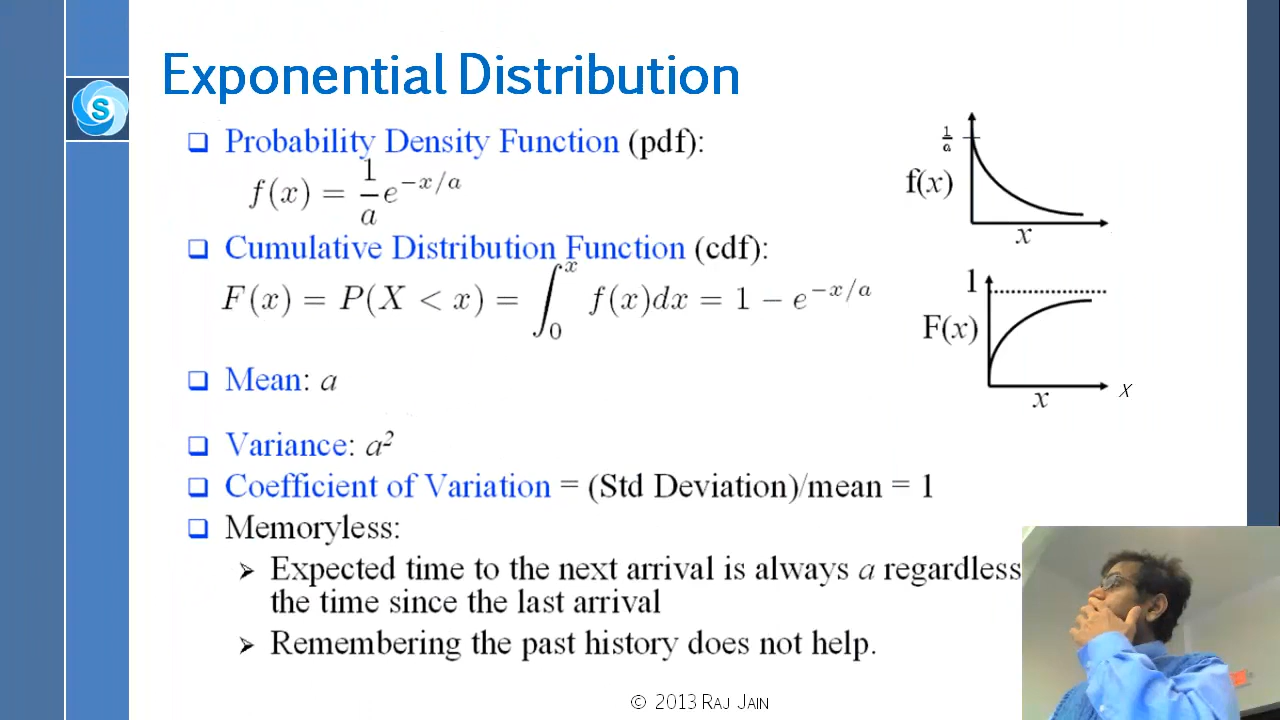 Exponential Distribution
S
❑ Probability Density Function (pdf):
f(x) = 1/a e^{-x/a}
❑ Cumulative Distribution Function (cdf):
F(x) = P(X < x) = ∫_0^x f(x)dx = 1 − e^{-x/a}
❑ Mean: a
❑ Variance: a²
❑ Coefficient of Variation = (Std Deviation)/mean = 1
❑ Memoryless:
➢ Expected time to the next arrival is always a regardless
the time since the last arrival
➢ Remembering the past history does not help.
1/a
f(x)
x
1
F(x)
x
x
© 2013 RAJ JAIN